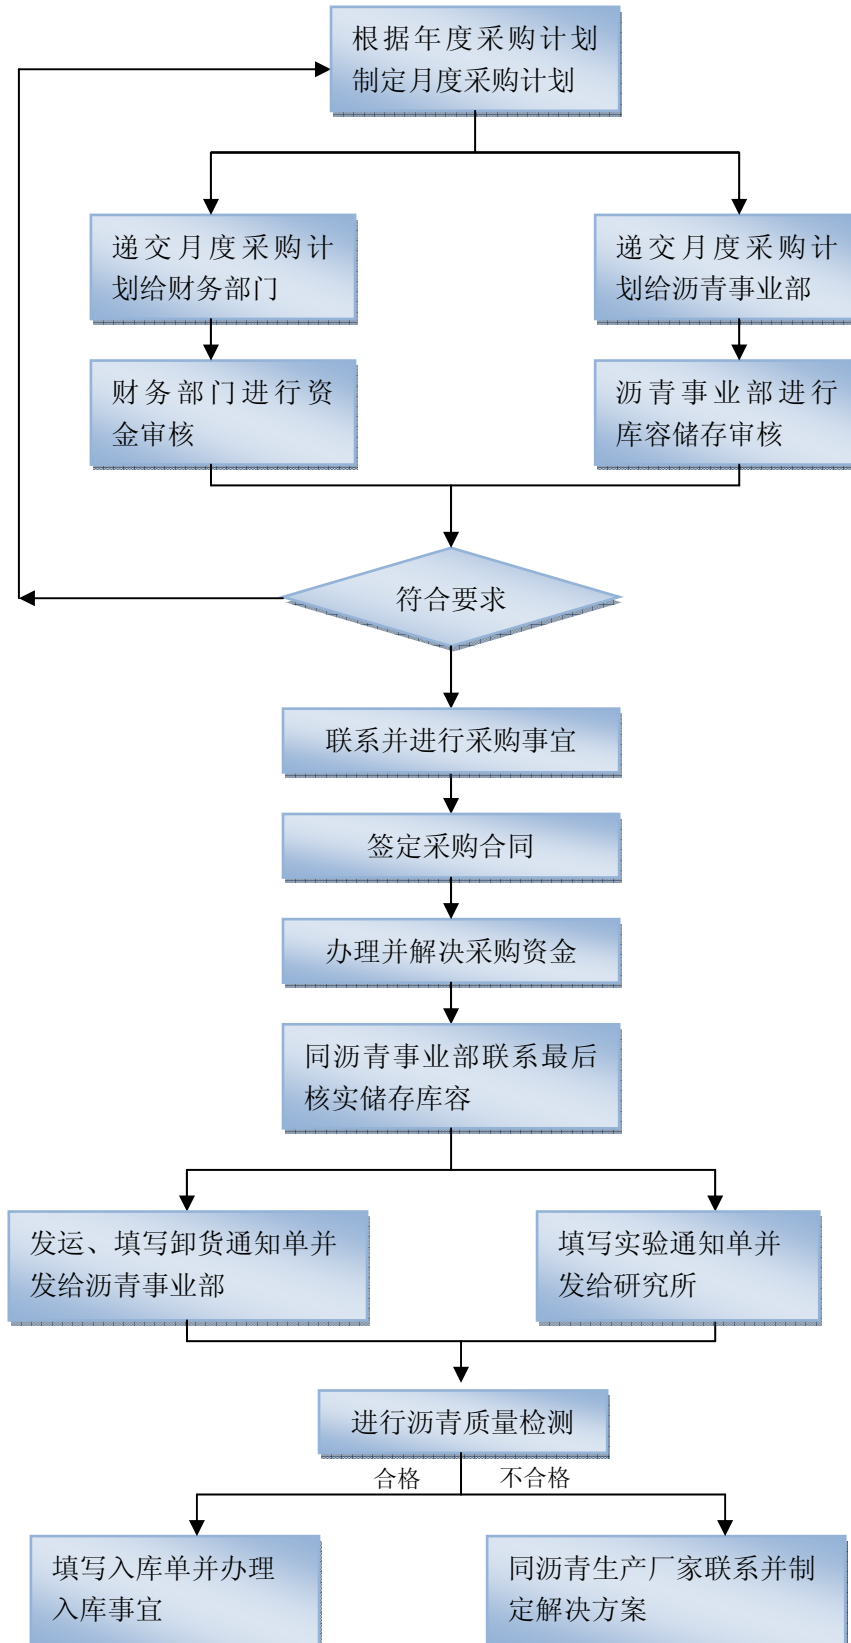 根据年度采购计划
制定月度采购计划
递交月度采购计
划给财务部门
递交月度采购计
划给沥青事业部
财务部门进行资
金审核
沥青事业部进行
库容储存审核
符合要求
联系并进行采购事宜
签定采购合同
办理并解决采购资金
同沥青事业部联系最后
核实储存库容
发运、填写卸货通知单并
发给沥青事业部
填写实验通知单并
发给研究所
进行沥青质量检测
合格
不合格
填写入库单并办理
入库事宜
同沥青生产厂家联系并制
定解决方案